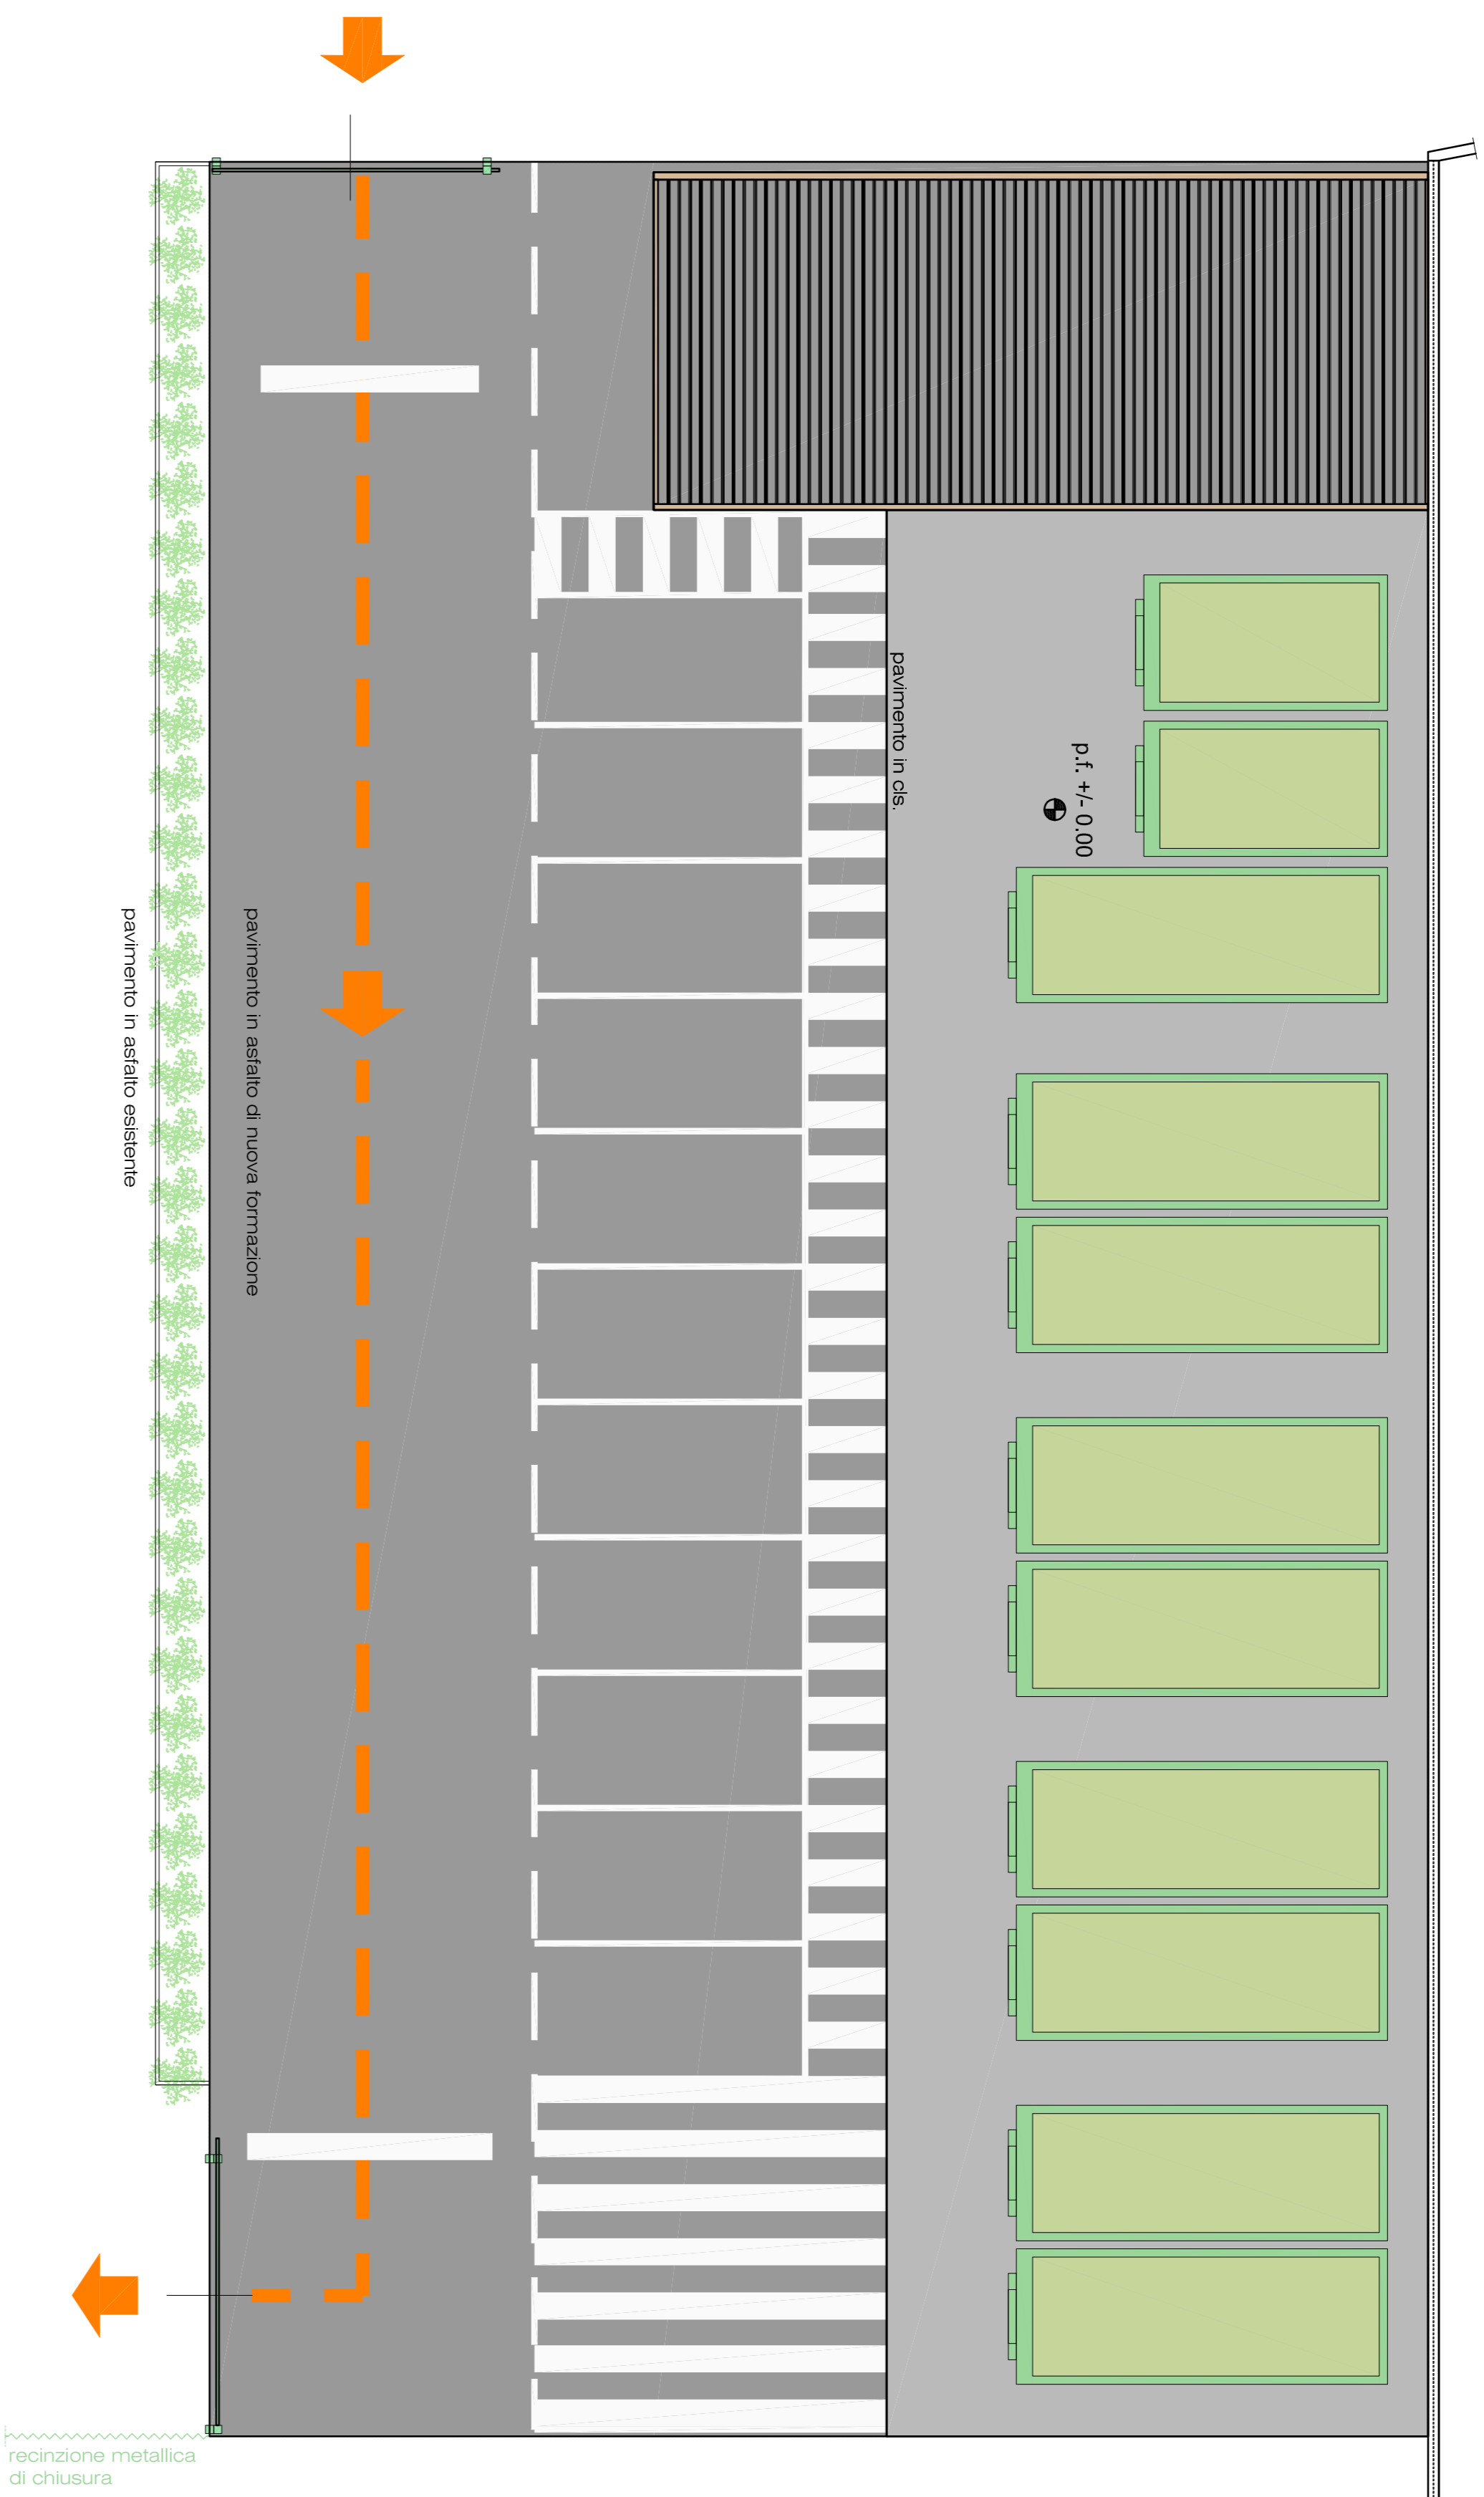 pavimento in cls.
p.f. +/- 0.00
pavimento in asfalto di nuova formazione
pavimento in asfalto esistente
recinzione metallica
di chiusura